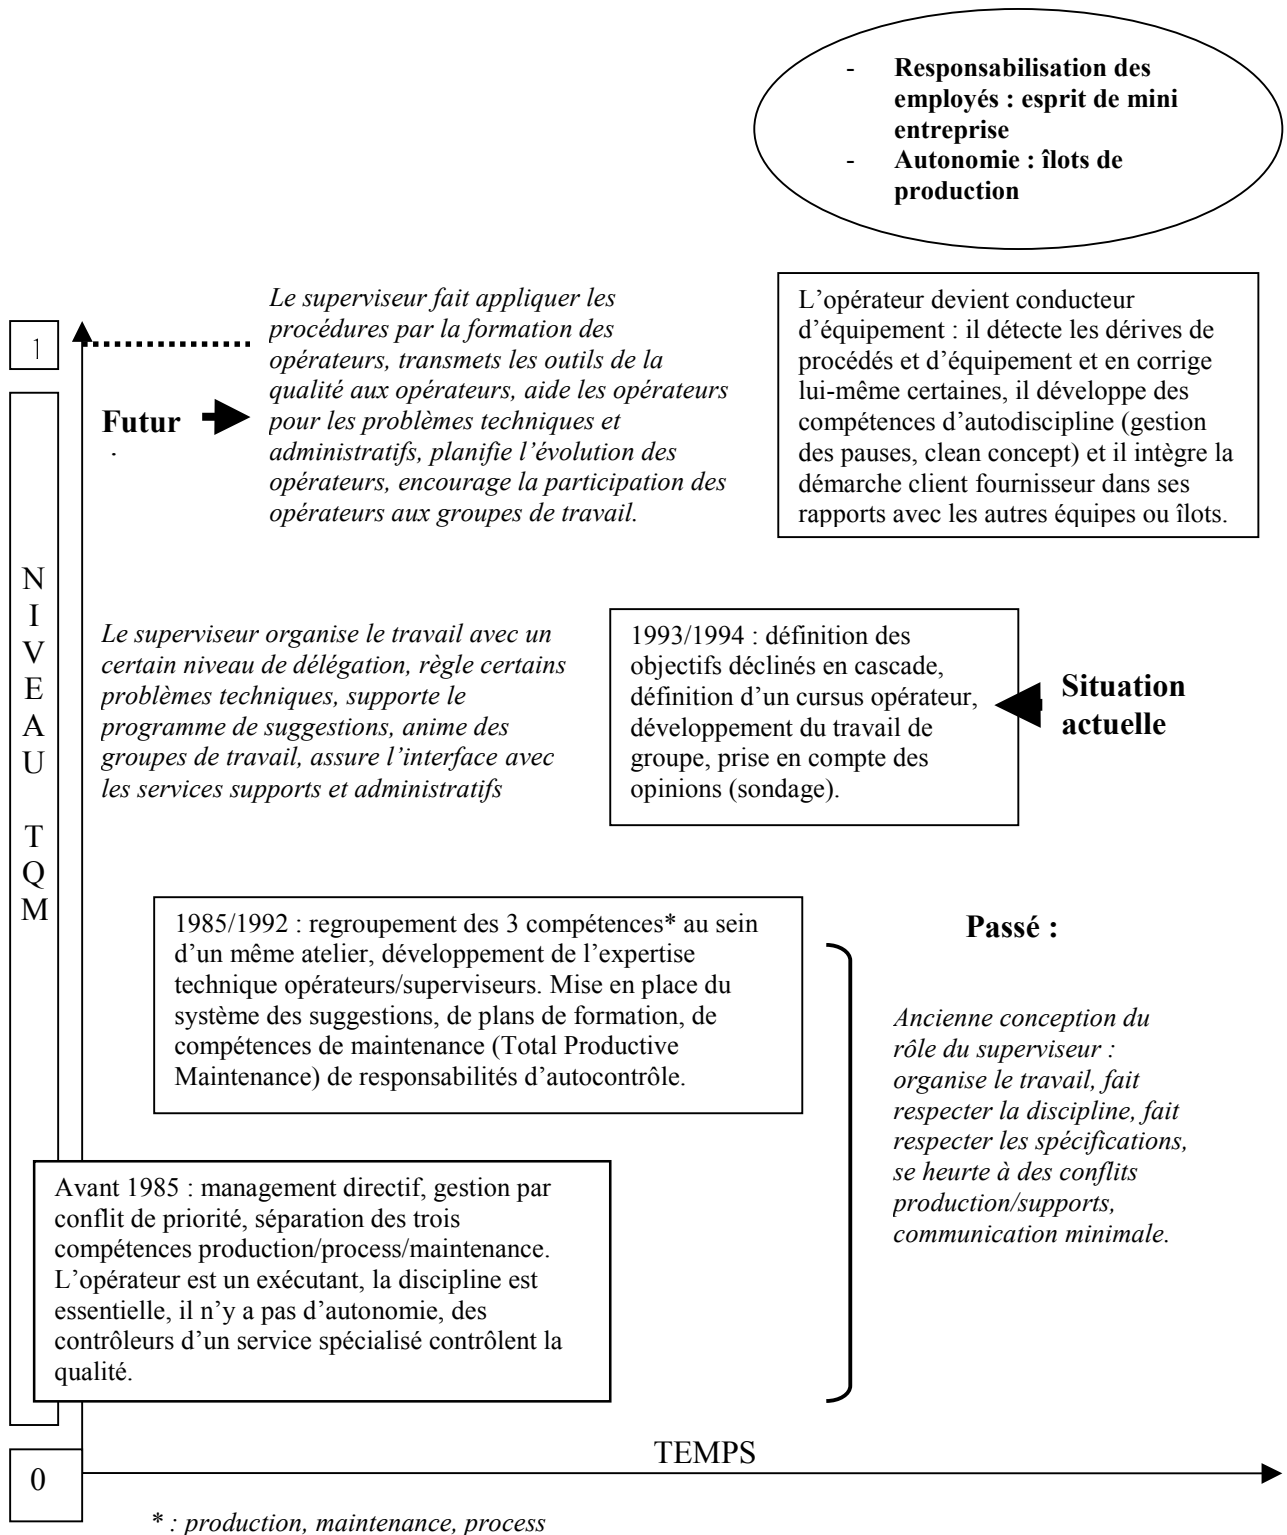 - Responsabilisation des
employés : esprit de mini
entreprise
- Autonomie : îlots de
production
1
Futur
Le superviseur fait appliquer les
procédures par la formation des
opérateurs, transmets les outils de la
qualité aux opérateurs, aide les opérateurs
pour les problèmes techniques et
administratifs, planifie l’évolution des
opérateurs, encourage la participation des
opérateurs aux groupes de travail.
L’opérateur devient conducteur
d’équipement : il détecte les dérives de
procédés et d’équipement et en corrige
lui-même certaines, il développe des
compétences d’autodiscipline (gestion
des pauses, clean concept) et il intègre la
démarche client fournisseur dans ses
rapports avec les autres équipes ou îlots.
NIVEAU TQM
Le superviseur organise le travail avec un
certain niveau de délégation, règle certains
problèmes techniques, supporte le
programme de suggestions, anime des
groupes de travail, assure l’interface avec
les services supports et administratifs
1993/1994 : définition des
objectifs déclinés en cascade,
définition d’un cursus opérateur,
développement du travail de
groupe, prise en compte des
opinions (sondage).
Situation
actuelle
1985/1992 : regroupement des 3 compétences* au sein
d’un même atelier, développement de l’expertise
technique opérateurs/superviseurs. Mise en place du
système des suggestions, de plans de formation, de
compétences de maintenance (Total Productive
Maintenance) de responsabilités d’autocontrôle.
Passé :
Ancienne conception du
rôle du superviseur :
organise le travail, fait
respecter la discipline, fait
respecter les spécifications,
se heurte à des conflits
production/supports,
communication minimale.
Avant 1985 : management directif, gestion par
conflit de priorité, séparation des trois
compétences production/process/maintenance.
L’opérateur est un exécutant, la discipline est
essentielle, il n’y a pas d’autonomie, des
contrôleurs d’un service spécialisé contrôlent la
qualité.
TEMPS
0
* : production, maintenance, process